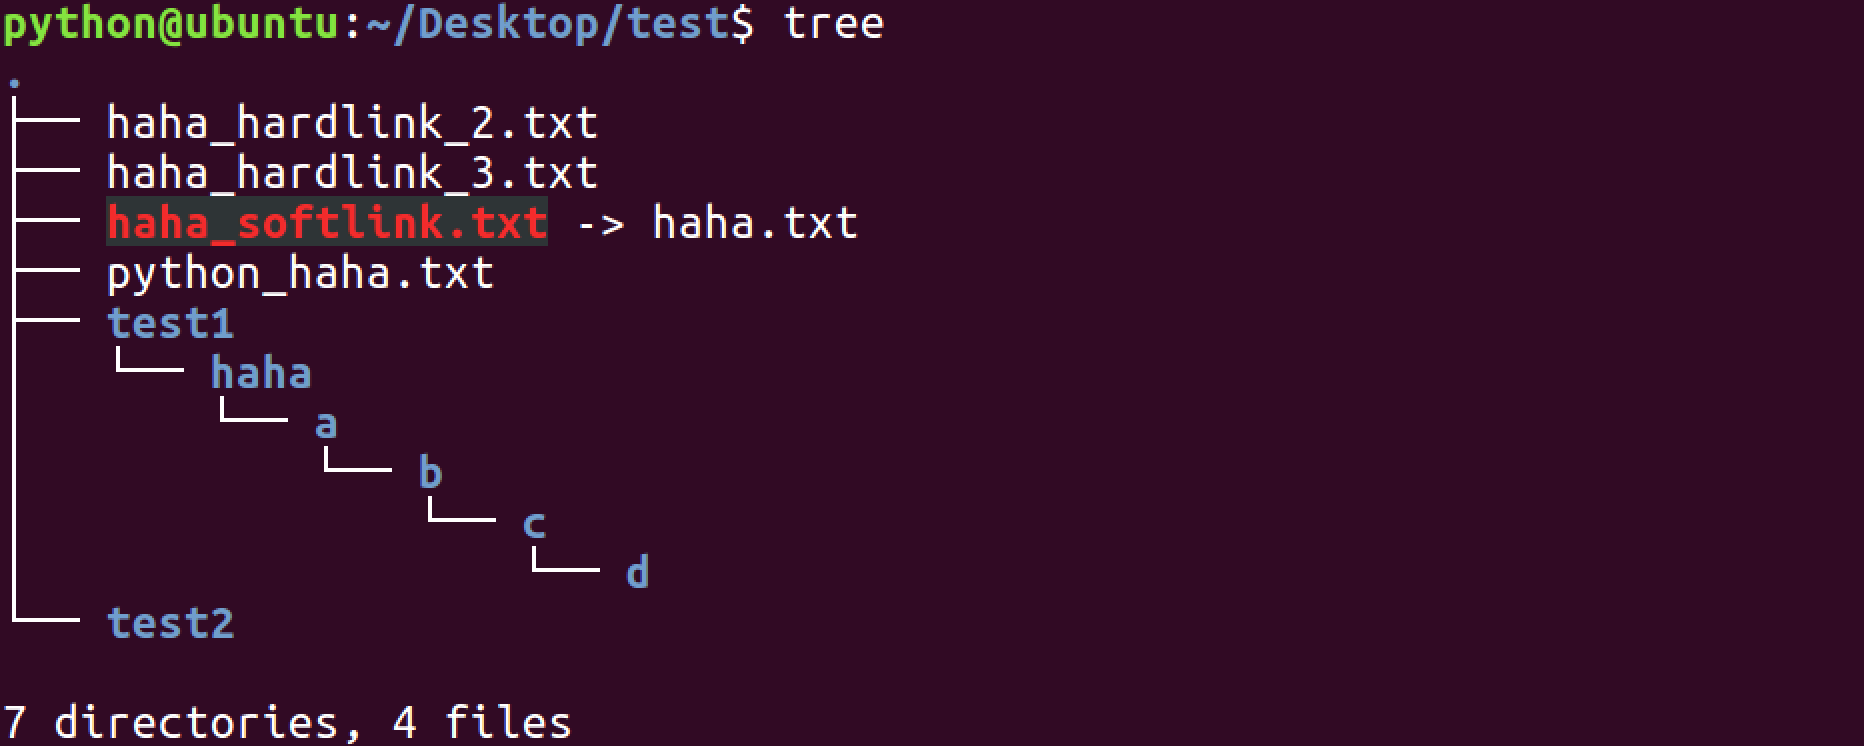 python@ubuntu:~/Desktop/test$ tree
.
├── haha_hardlink_2.txt
├── haha_hardlink_3.txt
├── haha_softlink.txt -> haha.txt
├── python_haha.txt
├── test1
│   └── haha
│       └── a
│           └── b
│               └── c
│                   └── d
└── test2
7 directories, 4 files